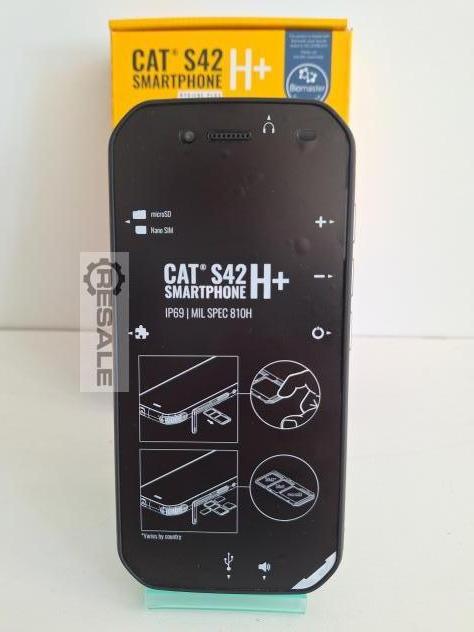 CAT® S42 H+
SMARTPHONE
Biomaster
microSD
Nano SIM
+
CAT® S42 H+
SMARTPHONE
IP69 | MIL SPEC 810H
RESALE
*Varies by country